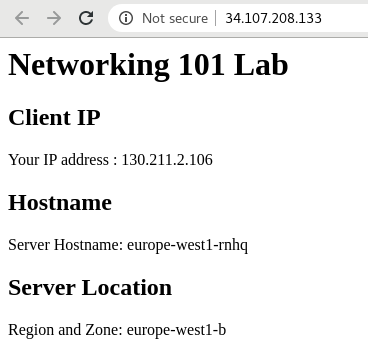 Not secure | 34.107.208.133
Networking 101 Lab
Client IP
Your IP address : 130.211.2.106
Hostname
Server Hostname: europe-west1-rnhq
Server Location
Region and Zone: europe-west1-b